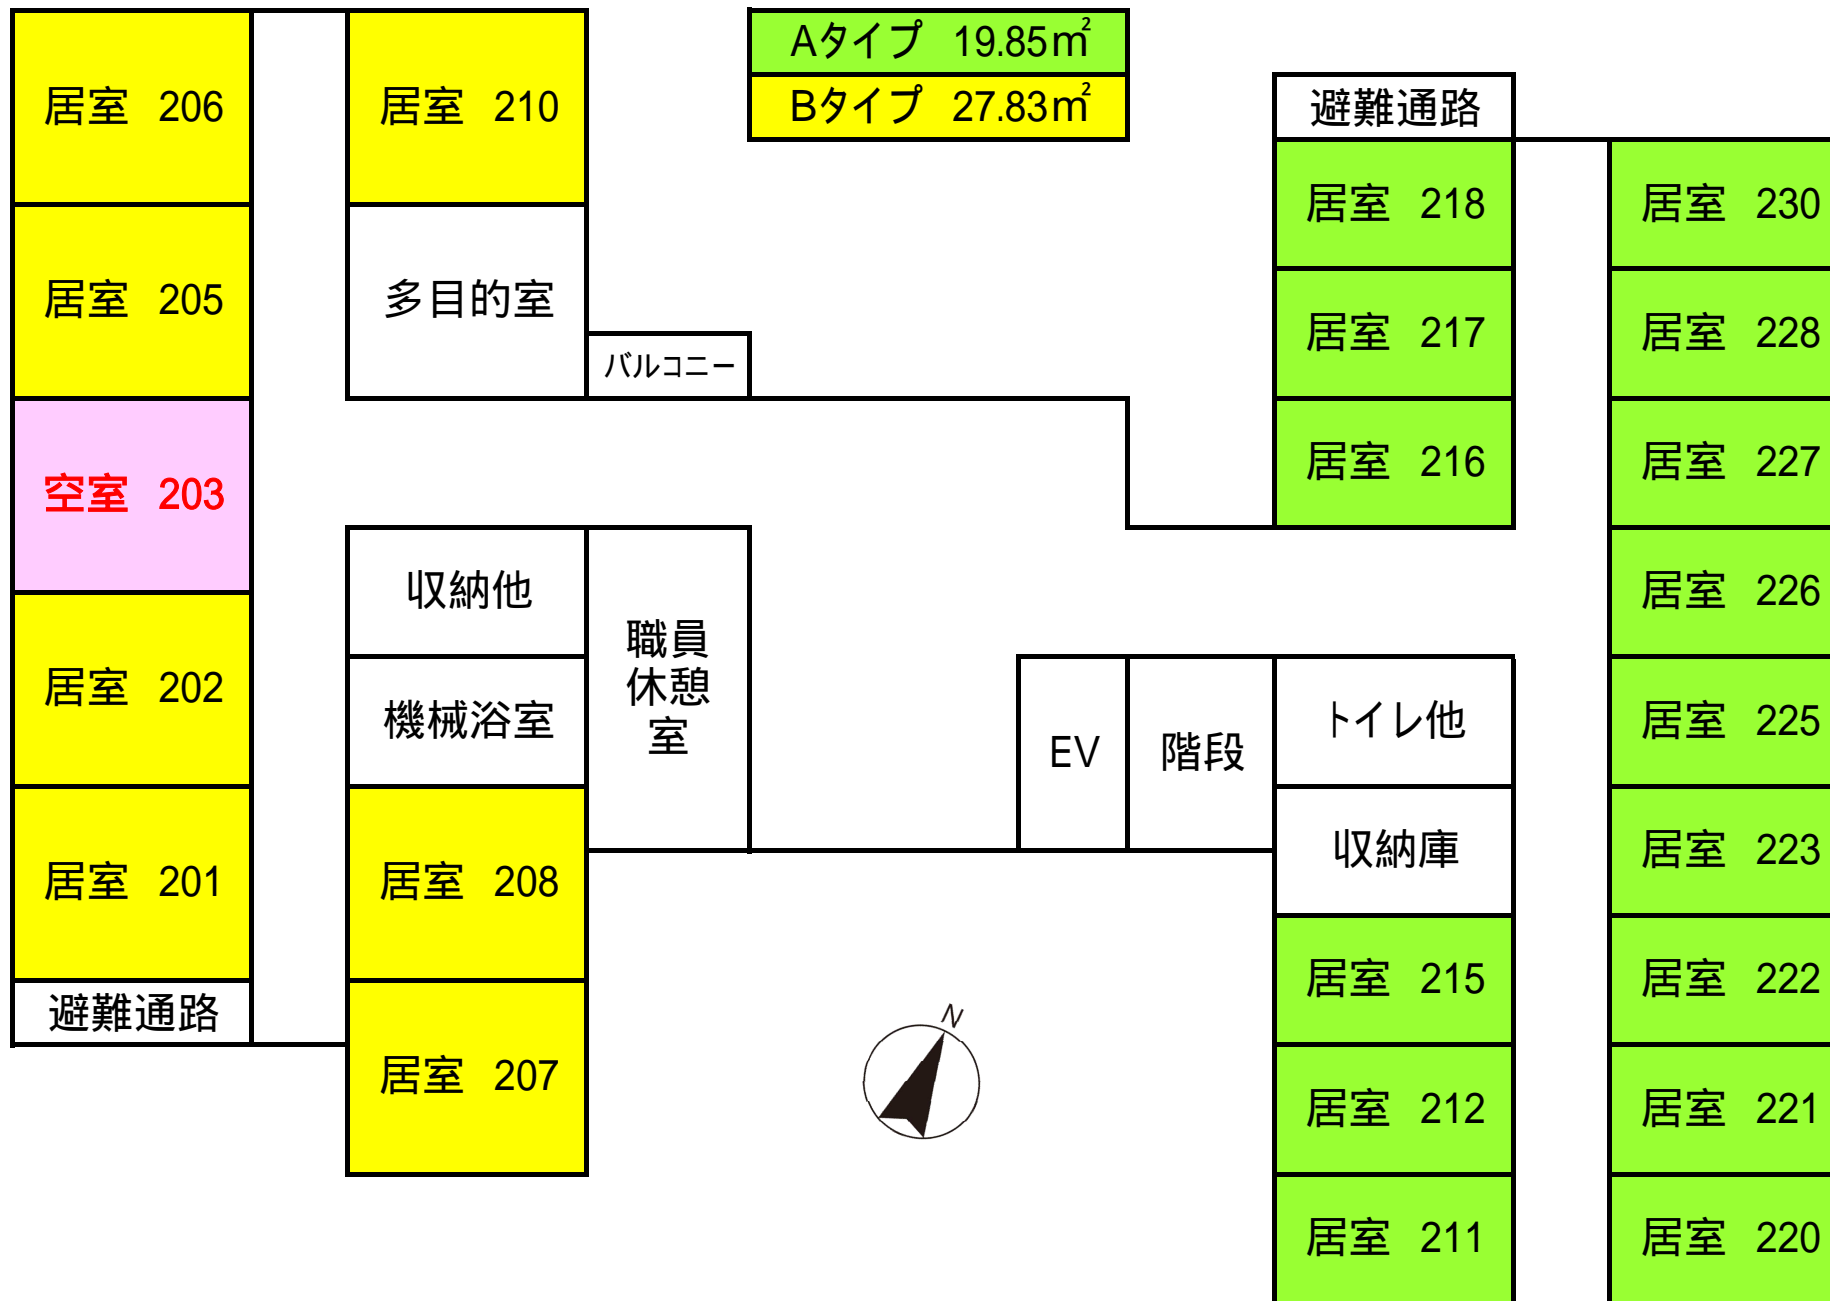 Aタイプ 19.85㎡
Bタイプ 27.83㎡
居室 206
居室 205
空室 203
居室 202
居室 201
避難通路
居室 210
多目的室
バルコニー
収納他
機械浴室
職員
休憩
室
居室 208
居室 207
N
EV
階段
避難通路
居室 218
居室 217
居室 216
トイレ他
収納庫
居室 215
居室 212
居室 211
居室 230
居室 228
居室 227
居室 226
居室 225
居室 223
居室 222
居室 221
居室 220